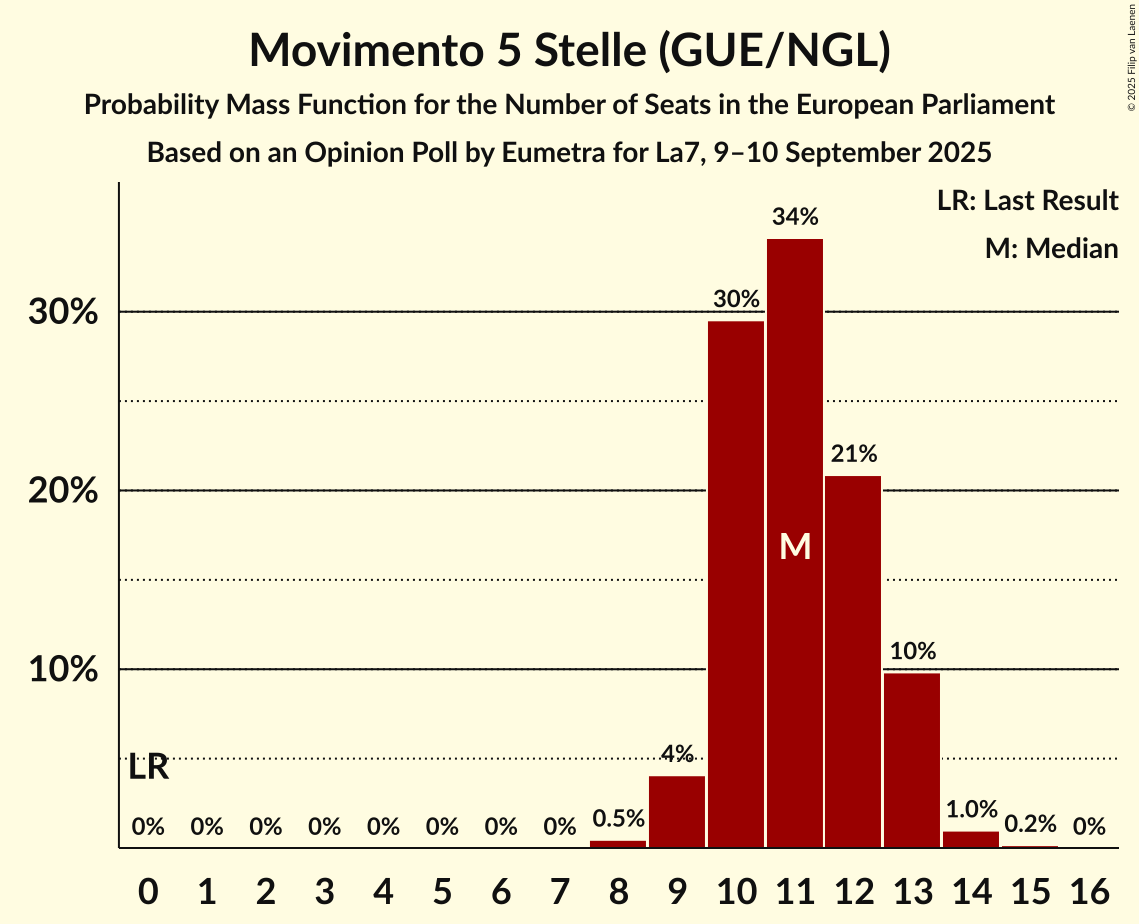 Movimento 5 Stelle (GUE/NGL)
Probability Mass Function for the Number of Seats in the European Parliament
Based on an Opinion Poll by Eumetra for La7, 9–10 September 2025
© 2025 Filip van Laenen
LR: Last Result
M: Median
34%
30%
30%
21%
20%
M
10%
10%
LR
4%
0% 0% 0% 0% 0% 0% 0% 0% 0.5% 1.0% 0.2% 0%
0 1 2 3 4 5 6 7 8 9 10 11 12 13 14 15 16